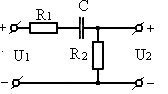 C
+ R1 +
U1 R2 U2
− −